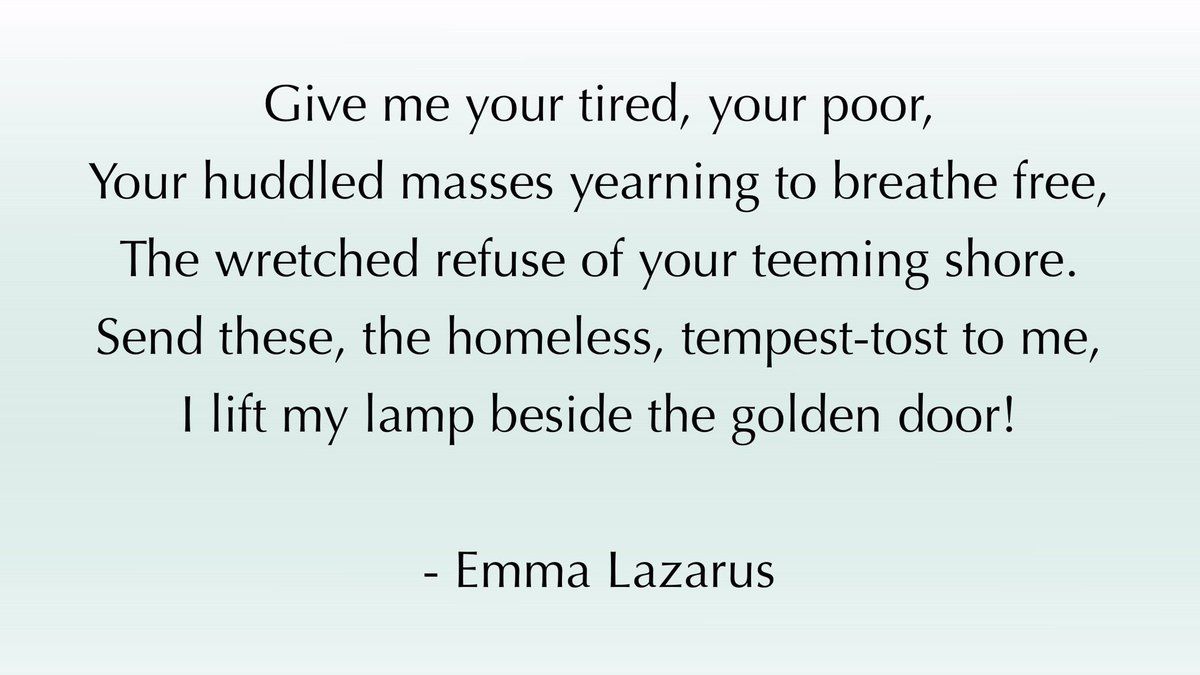 Give me your tired, your poor,
Your huddled masses yearning to breathe free,
The wretched refuse of your teeming shore.
Send these, the homeless, tempest-tost to me,
I lift my lamp beside the golden door!
- Emma Lazarus